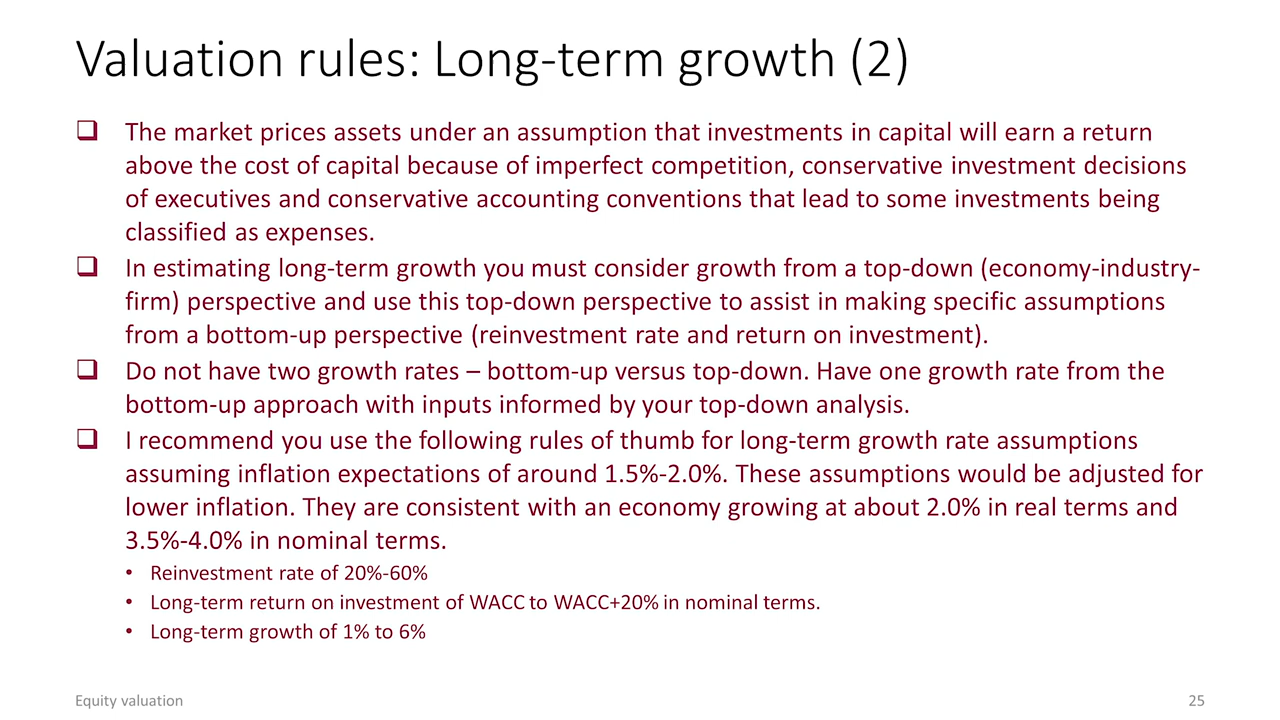 Valuation rules: Long-term growth (2)
❑ The market prices assets under an assumption that investments in capital will earn a return
above the cost of capital because of imperfect competition, conservative investment decisions
of executives and conservative accounting conventions that lead to some investments being
classified as expenses.
❑ In estimating long-term growth you must consider growth from a top-down (economy-industry-
firm) perspective and use this top-down perspective to assist in making specific assumptions
from a bottom-up perspective (reinvestment rate and return on investment).
❑ Do not have two growth rates – bottom-up versus top-down. Have one growth rate from the
bottom-up approach with inputs informed by your top-down analysis.
❑ I recommend you use the following rules of thumb for long-term growth rate assumptions
assuming inflation expectations of around 1.5%-2.0%. These assumptions would be adjusted for
lower inflation. They are consistent with an economy growing at about 2.0% in real terms and
3.5%-4.0% in nominal terms.
• Reinvestment rate of 20%-60%
• Long-term return on investment of WACC to WACC+20% in nominal terms.
• Long-term growth of 1% to 6%
Equity valuation
25